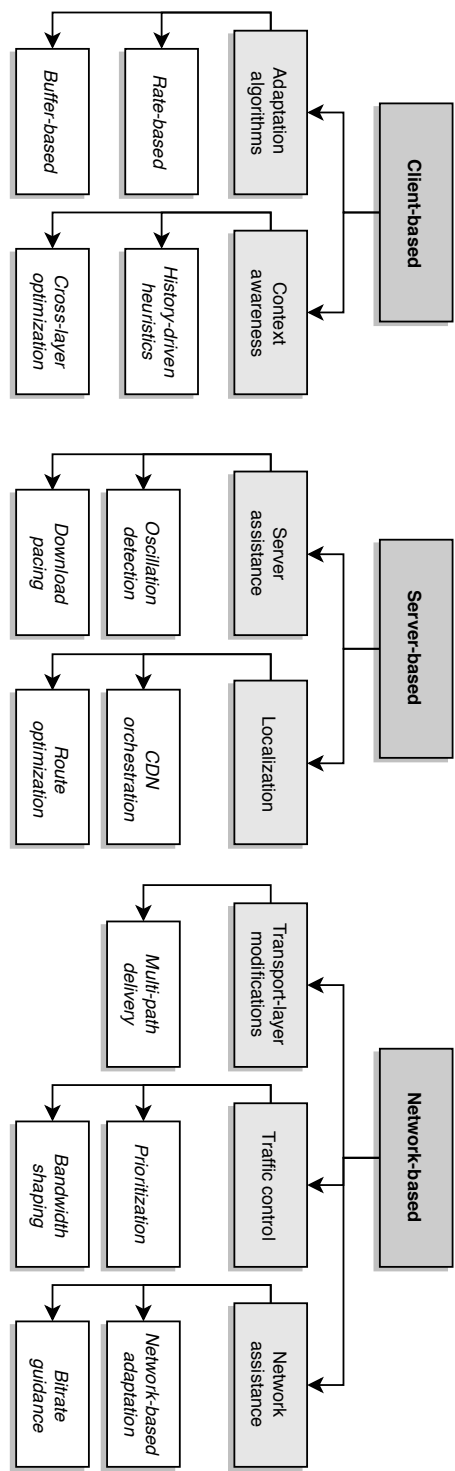 Client-based
Adaptation
algorithms
Rate-based
Buffer-based
Context
awareness
History-driven
heuristics
Cross-layer
optimization
Server-based
Server
assistance
Oscillation
detection
Download
pacing
Localization
CDN
orchestration
Route
optimization
Network-based
Transport-layer
modifications
Multi-path
delivery
Traffic control
Prioritization
Bandwidth
shaping
Network
assistance
Network-based
adaptation
Bitrate
guidance